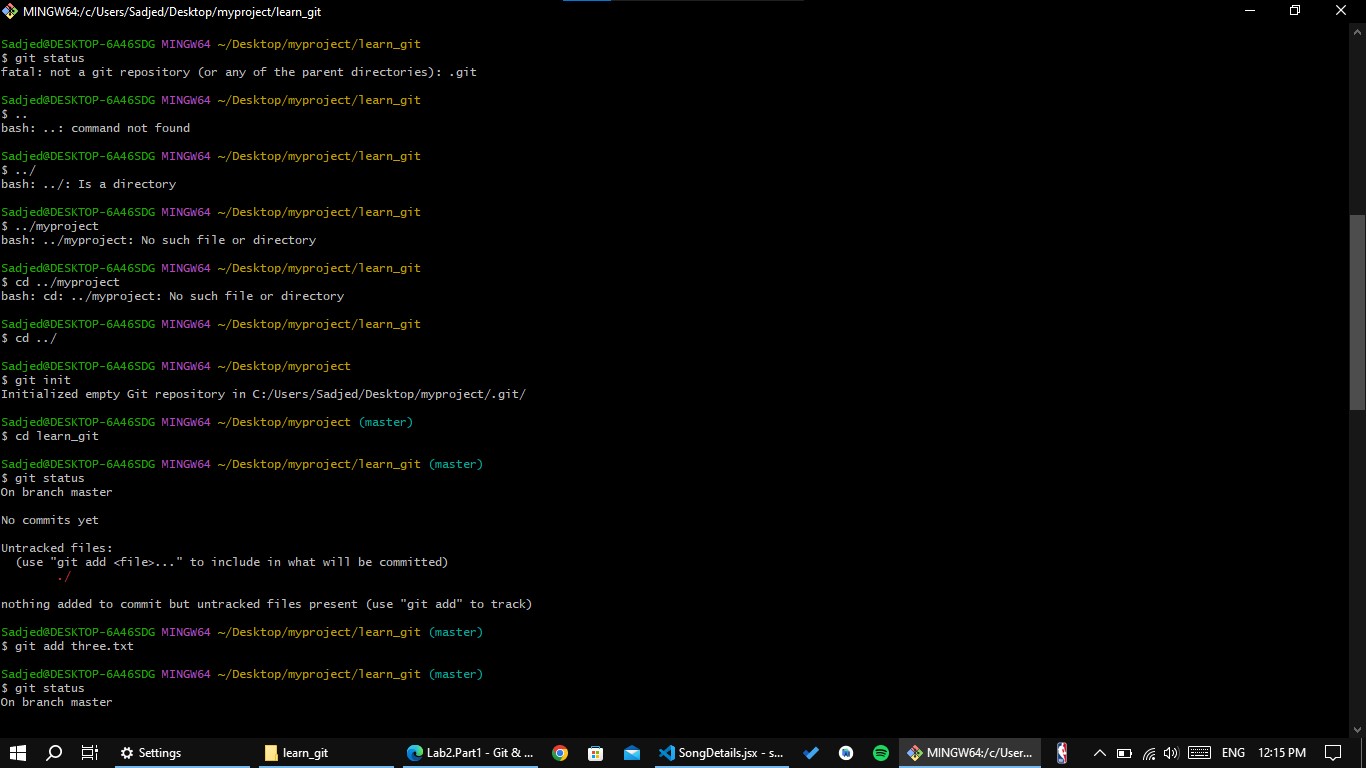 MINGW64:/c/Users/Sadjed/Desktop/myproject/learn_git
Sadjed@DESKTOP-6A46SDG MINGW64 ~/Desktop/myproject/learn_git
$ git status
fatal: not a git repository (or any of the parent directories): .git
Sadjed@DESKTOP-6A46SDG MINGW64 ~/Desktop/myproject/learn_git
$ ..
bash: ..: command not found
Sadjed@DESKTOP-6A46SDG MINGW64 ~/Desktop/myproject/learn_git
$ ../
bash: ../: Is a directory
Sadjed@DESKTOP-6A46SDG MINGW64 ~/Desktop/myproject/learn_git
$ ../myproject
bash: ../myproject: No such file or directory
Sadjed@DESKTOP-6A46SDG MINGW64 ~/Desktop/myproject/learn_git
$ cd ../myproject
bash: cd: ../myproject: No such file or directory
Sadjed@DESKTOP-6A46SDG MINGW64 ~/Desktop/myproject/learn_git
$ cd ../
Sadjed@DESKTOP-6A46SDG MINGW64 ~/Desktop/myproject
$ git init
Initialized empty Git repository in C:/Users/Sadjed/Desktop/myproject/.git/
Sadjed@DESKTOP-6A46SDG MINGW64 ~/Desktop/myproject (master)
$ cd learn_git
Sadjed@DESKTOP-6A46SDG MINGW64 ~/Desktop/myproject/learn_git (master)
$ git status
On branch master
No commits yet
Untracked files:
(use "git add <file>..." to include in what will be committed)
./
nothing added to commit but untracked files present (use "git add" to track)
Sadjed@DESKTOP-6A46SDG MINGW64 ~/Desktop/myproject/learn_git (master)
$ git add three.txt
Sadjed@DESKTOP-6A46SDG MINGW64 ~/Desktop/myproject/learn_git (master)
$ git status
On branch master
Settings learn_git Lab2.Part1 - Git & ... SongDetails.jsx - s... MINGW64:/c/User... ENG 12:15 PM